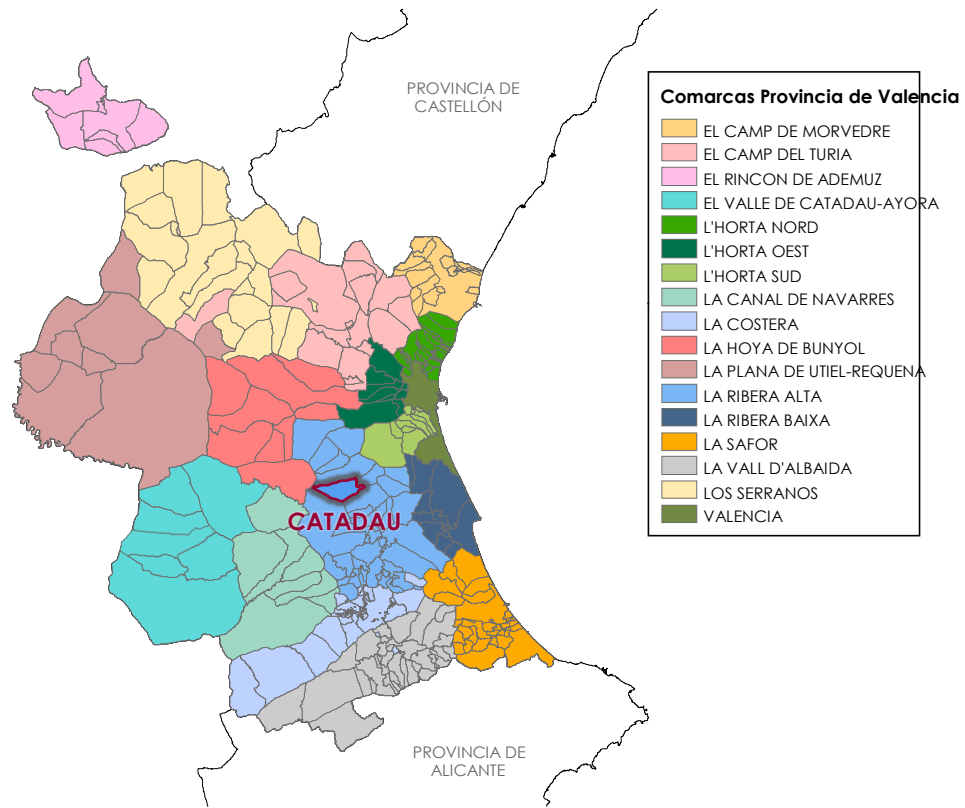 PROVINCIA DE
CASTELLÓN
Comarcas Provincia de Valencia
EL CAMP DE MORVEDRE
EL CAMP DEL TURIA
EL RINCON DE ADEMUZ
EL VALLE DE CATADAU-AYORA
L'HORTA NORD
L'HORTA OEST
L'HORTA SUD
LA CANAL DE NAVARRES
LA COSTERA
LA HOYA DE BUNYOL
LA PLANA DE UTIEL-REQUENA
LA RIBERA ALTA
LA RIBERA BAIXA
LA SAFOR
LA VALL D'ALBAIDA
LOS SERRANOS
VALENCIA
CATADAU
PROVINCIA DE
ALICANTE